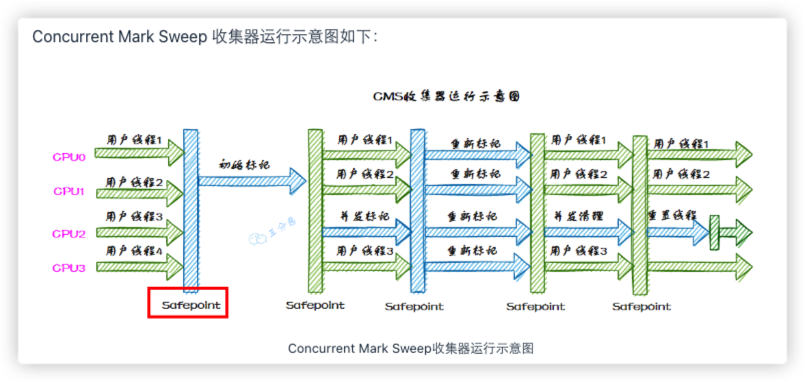 Concurrent Mark Sweep 收集器运行示意图如下：
CMS收集器运行示意图
CPU0
CPU1
CPU2
CPU3
用户线程1
用户线程2
用户线程3
用户线程4
Safepoint
初始标记
三分恶
Safepoint
用户线程1
用户线程2
并发标记
用户线程3
Safepoint
重新标记
重新标记
重新标记
重新标记
Safepoint
用户线程1
用户线程2
并发清理
用户线程3
Safepoint
用户线程1
用户线程2
重置线程
Concurrent Mark Sweep收集器运行示意图